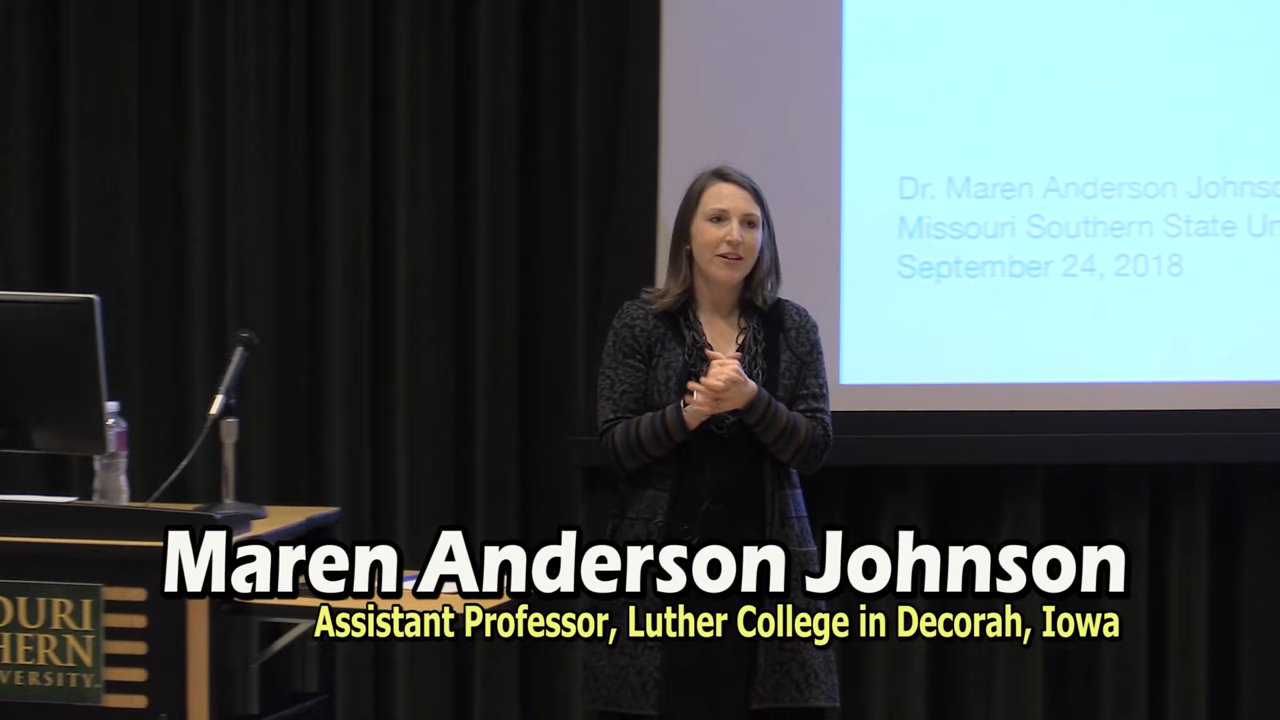 Dr. Maren Anderson Johnso
Missouri Southern State Un
September 24, 2018
Maren Anderson Johnson
Assistant Professor, Luther College in Decorah, Iowa
OURI
HERN
VERSITY